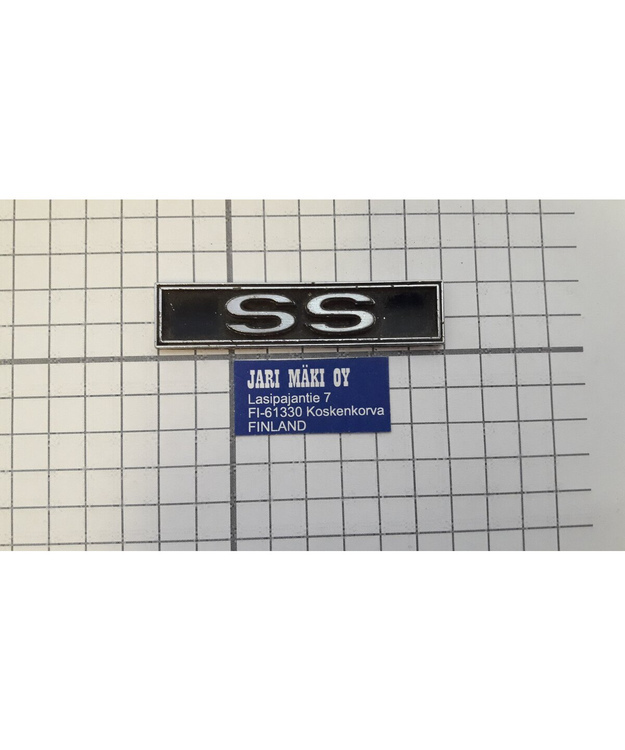 SS
JARI MÄKI OY
Lasipajantie 7
FI-61330 Koskenkorva
FINLAND